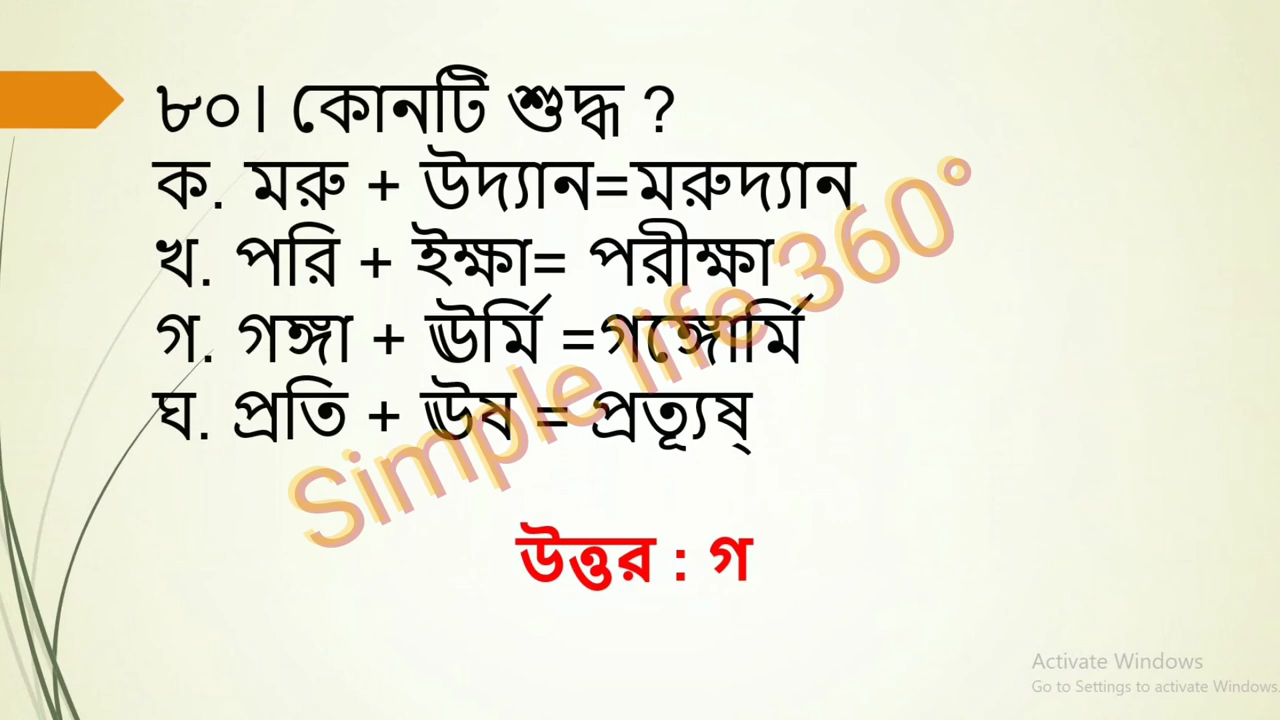 ৮০। কোনটি শুদ্ধ ?
ক. মরু + উদ্যান=মরুদ্যান
খ. পরি + ইক্ষা= পরীক্ষা
গ. গঙ্গা + ঊর্মি =গঙ্গোর্মি
ঘ. প্রতি + ঊষ = প্রত্যূষ্
Simple life 360°
উত্তর : গ
Activate Windows
Go to Settings to activate Windows.